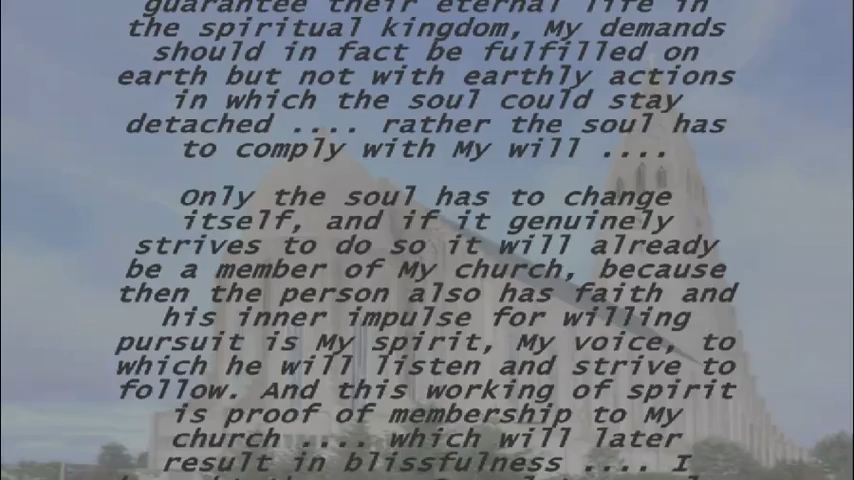 guarantee their eternal life in
the spiritual kingdom, My demands
should in fact be fulfilled on
earth but not with earthly actions
in which the soul could stay
detached .... rather the soul has
to comply with My will ....
Only the soul has to change
itself, and if it genuinely
strives to do so it will already
be a member of My church, because
then the person also has faith and
his inner impulse for willing
pursuit is My spirit, My voice, to
which he will listen and strive to
follow. And this working of spirit
is proof of membership to My
church .... which will later
result in blissfulness .... I